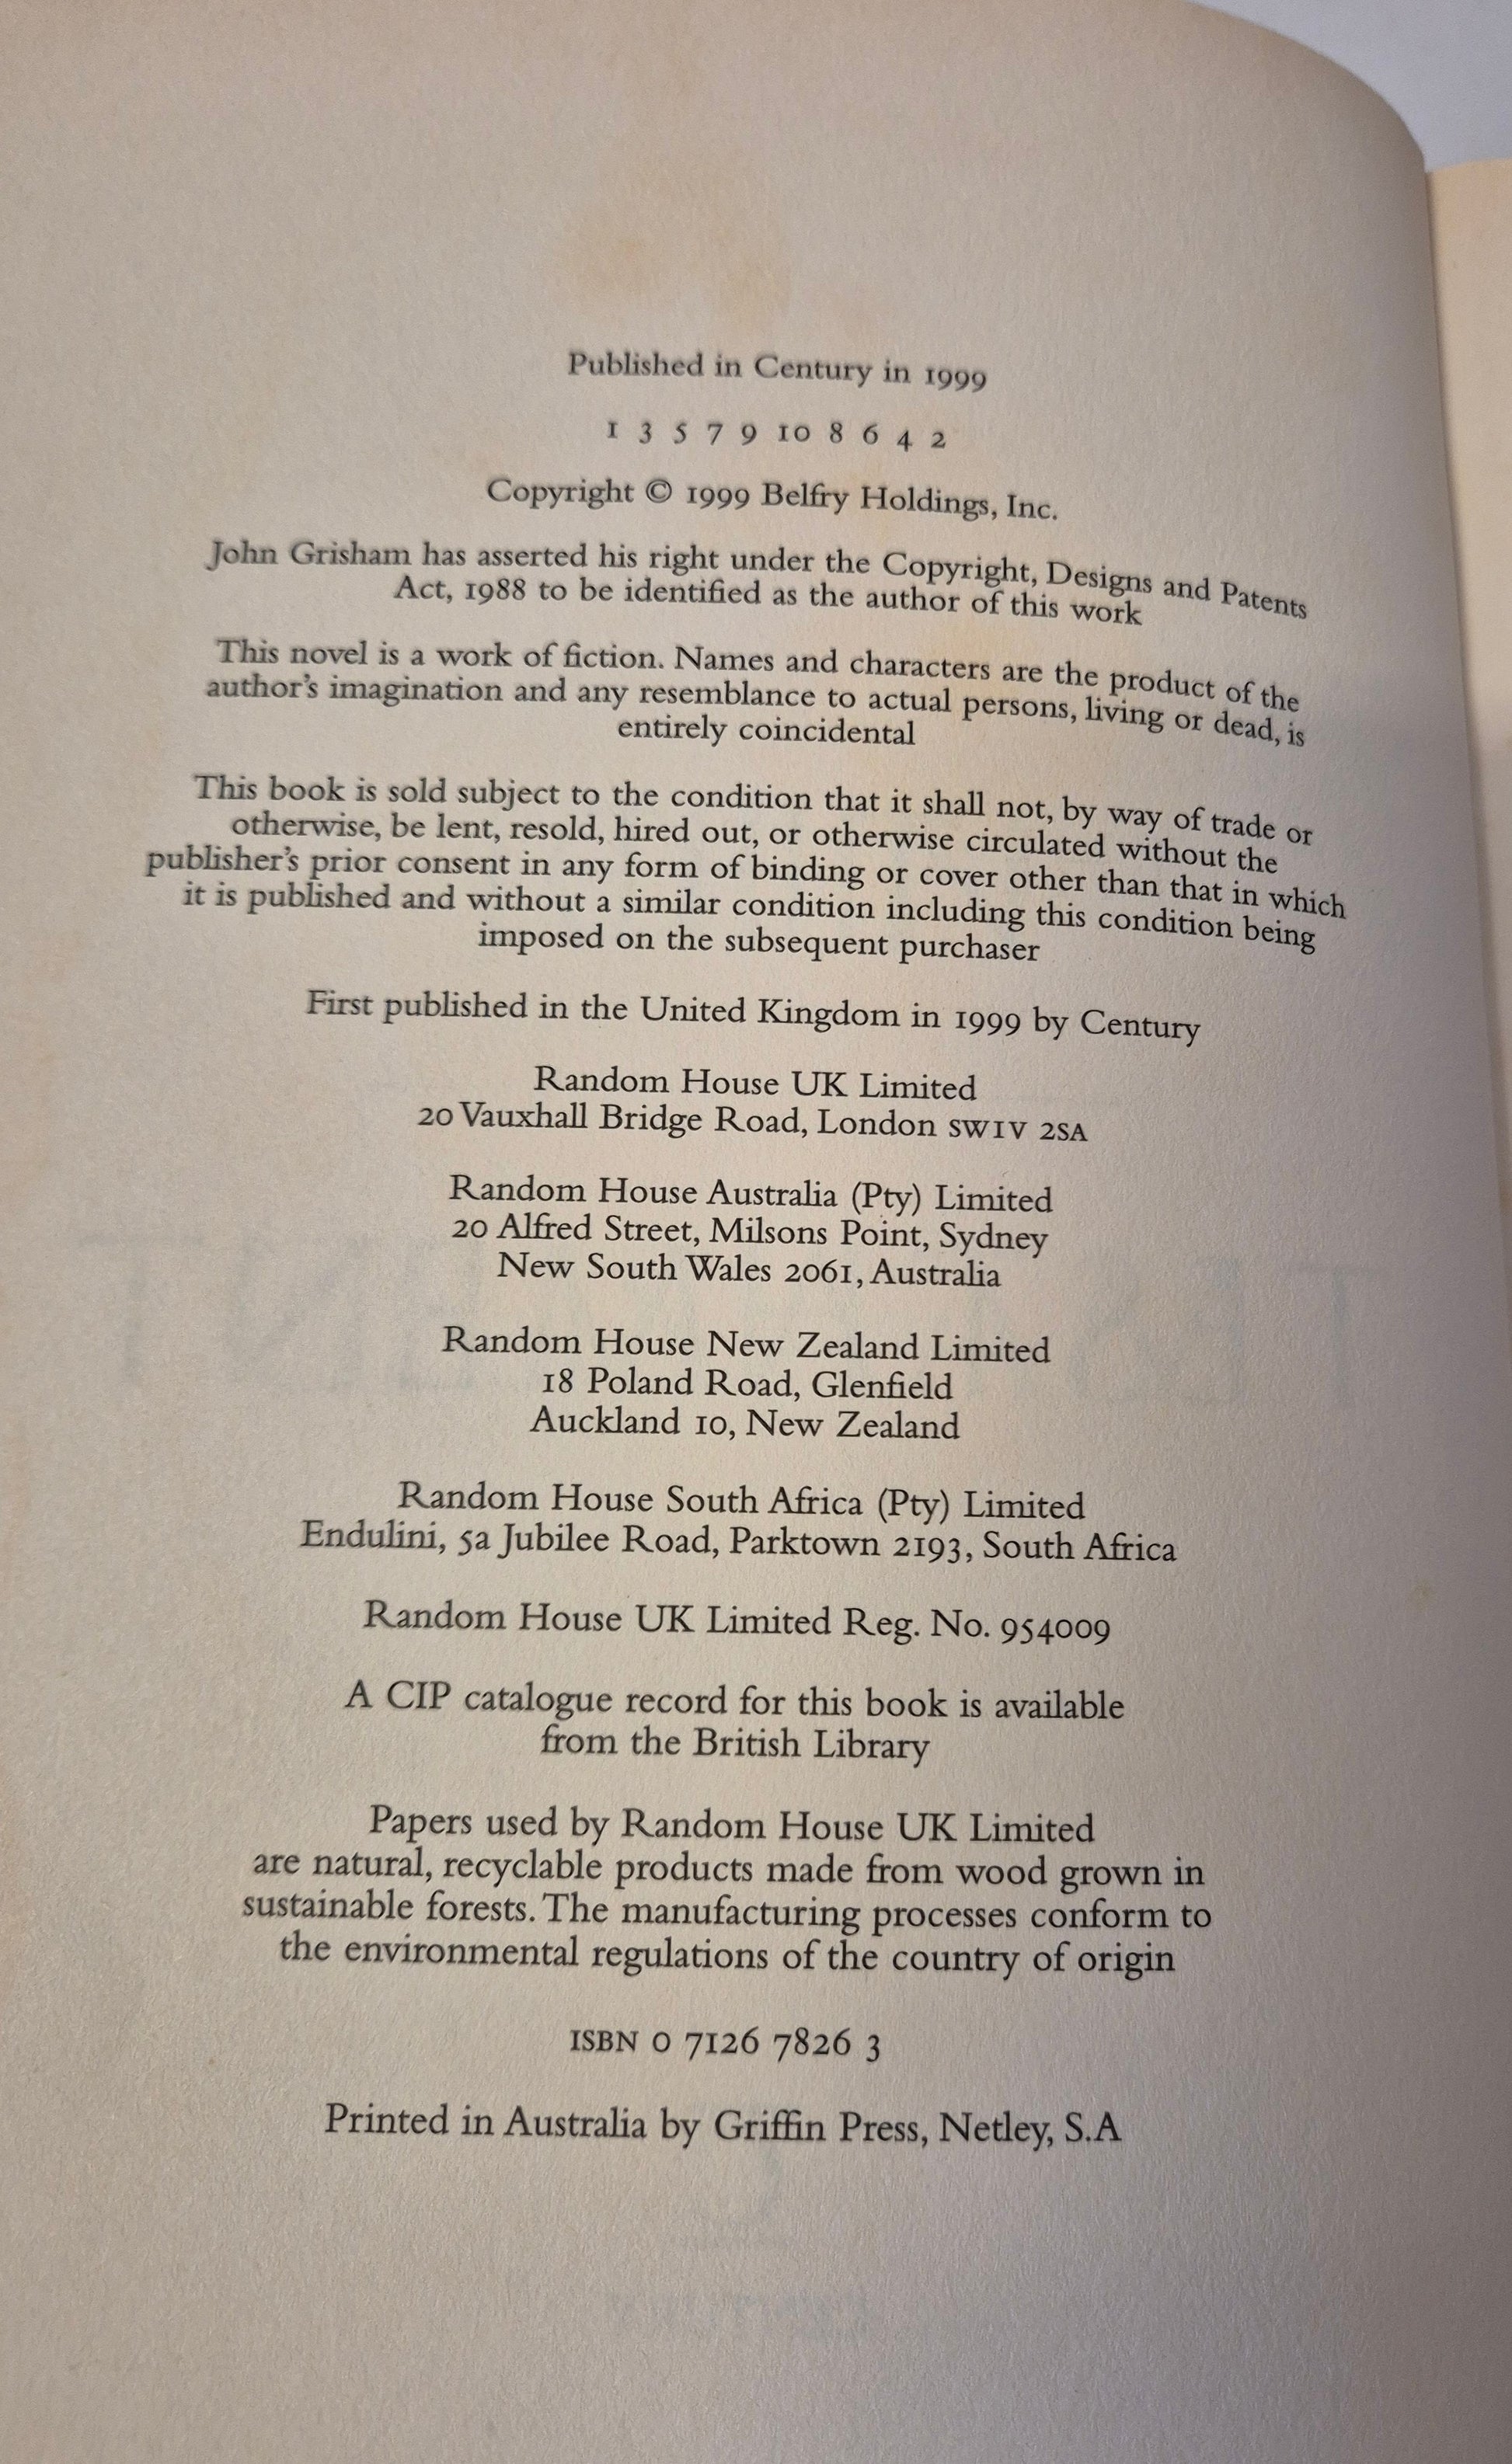 Published in Century in 1999
1 3 5 7 9 10 8 6 4 2
Copyright © 1999 Belfry Holdings, Inc.
John Grisham has asserted his right under the Copyright, Designs and Patents
Act, 1988 to be identified as the author of this work
This novel is a work of fiction. Names and characters are the product of the
author's imagination and any resemblance to actual persons, living or dead, is
entirely coincidental
This book is sold subject to the condition that it shall not, by way of trade or
otherwise, be lent, resold, hired out, or otherwise circulated without the
publisher's prior consent in any form of binding or cover other than that in which
it is published and without a similar condition including this condition being
imposed on the subsequent purchaser
First published in the United Kingdom in 1999 by Century
Random House UK Limited
20 Vauxhall Bridge Road, London SW1V 2SA
Random House Australia (Pty) Limited
20 Alfred Street, Milsons Point, Sydney
New South Wales 2061, Australia
Random House New Zealand Limited
18 Poland Road, Glenfield
Auckland 10, New Zealand
Random House South Africa (Pty) Limited
Endulini, 5a Jubilee Road, Parktown 2193, South Africa
Random House UK Limited Reg. No. 954009
A CIP catalogue record for this book is available
from the British Library
Papers used by Random House UK Limited
are natural, recyclable products made from wood grown in
sustainable forests. The manufacturing processes conform to
the environmental regulations of the country of origin
ISBN 0 7126 7826 3
Printed in Australia by Griffin Press, Netley, S.A